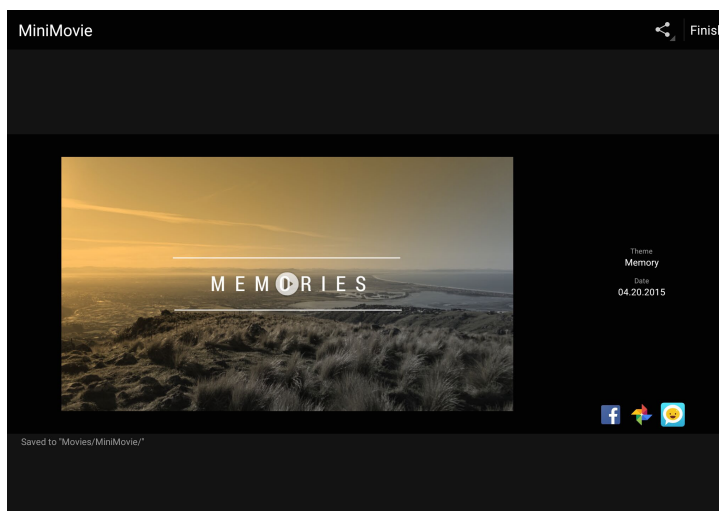 MiniMovie
Finis
MEMORIES
Theme
Memory
Date
04.20.2015
Saved to "Movies/MiniMovie/"